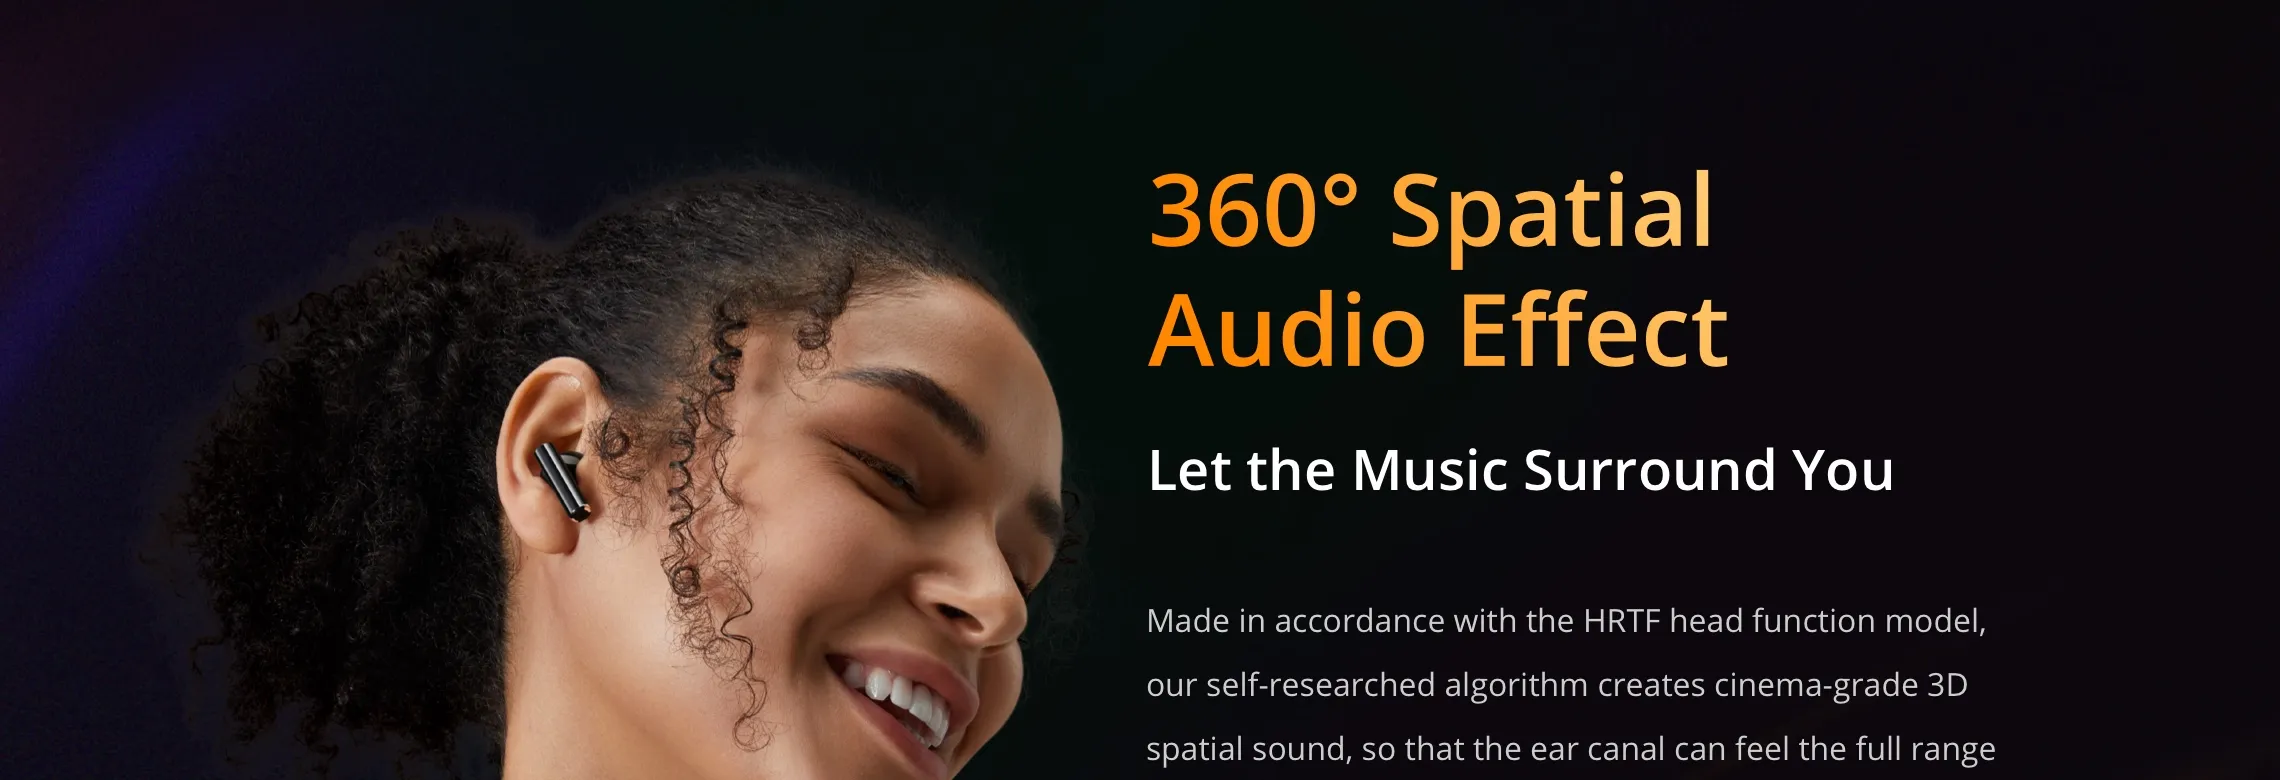 360° Spatial
Audio Effect
Let the Music Surround You
Made in accordance with the HRTF head function model,
our self-researched algorithm creates cinema-grade 3D
spatial sound, so that the ear canal can feel the full range